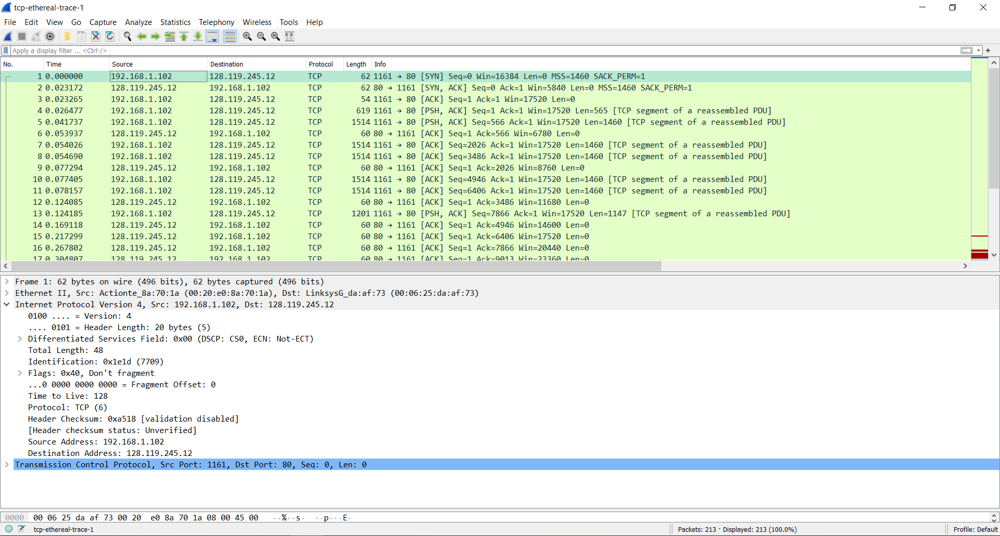 tcp-ethereal-trace-1
File Edit View Go Capture Analyze Statistics Telephony Wireless Tools Help
Apply a display filter ... <Ctrl-/>
No. Time Source Destination Protocol Length Info
1 0.000000 192.168.1.102 128.119.245.12 TCP 62 1161 → 80 [SYN] Seq=0 Win=16384 Len=0 MSS=1460 SACK_PERM=1
2 0.023172 128.119.245.12 192.168.1.102 TCP 62 80 → 1161 [SYN, ACK] Seq=0 Ack=1 Win=5840 Len=0 MSS=1460 SACK_PERM=1
3 0.023265 192.168.1.102 128.119.245.12 TCP 54 1161 → 80 [ACK] Seq=1 Ack=1 Win=17520 Len=0
4 0.026477 192.168.1.102 128.119.245.12 TCP 619 1161 → 80 [PSH, ACK] Seq=1 Ack=1 Win=17520 Len=565 [TCP segment of a reassembled PDU]
5 0.041737 192.168.1.102 128.119.245.12 TCP 1514 1161 → 80 [PSH, ACK] Seq=566 Ack=1 Win=17520 Len=1460 [TCP segment of a reassembled PDU]
6 0.053937 128.119.245.12 192.168.1.102 TCP 60 80 → 1161 [ACK] Seq=1 Ack=566 Win=6780 Len=0
7 0.054026 192.168.1.102 128.119.245.12 TCP 1514 1161 → 80 [ACK] Seq=2026 Ack=1 Win=17520 Len=1460 [TCP segment of a reassembled PDU]
8 0.054690 192.168.1.102 128.119.245.12 TCP 1514 1161 → 80 [ACK] Seq=3486 Ack=1 Win=17520 Len=1460 [TCP segment of a reassembled PDU]
9 0.077294 128.119.245.12 192.168.1.102 TCP 60 80 → 1161 [ACK] Seq=1 Ack=2026 Win=8760 Len=0
10 0.077405 192.168.1.102 128.119.245.12 TCP 1514 1161 → 80 [ACK] Seq=4946 Ack=1 Win=17520 Len=1460 [TCP segment of a reassembled PDU]
11 0.078157 192.168.1.102 128.119.245.12 TCP 1514 1161 → 80 [ACK] Seq=6406 Ack=1 Win=17520 Len=1460 [TCP segment of a reassembled PDU]
12 0.124085 128.119.245.12 192.168.1.102 TCP 60 80 → 1161 [ACK] Seq=1 Ack=3486 Win=11680 Len=0
13 0.124185 192.168.1.102 128.119.245.12 TCP 1201 1161 → 80 [PSH, ACK] Seq=7866 Ack=1 Win=17520 Len=1147 [TCP segment of a reassembled PDU]
14 0.169118 128.119.245.12 192.168.1.102 TCP 60 80 → 1161 [ACK] Seq=1 Ack=4946 Win=14600 Len=0
15 0.217299 128.119.245.12 192.168.1.102 TCP 60 80 → 1161 [ACK] Seq=1 Ack=6406 Win=17520 Len=0
16 0.267802 128.119.245.12 192.168.1.102 TCP 60 80 → 1161 [ACK] Seq=1 Ack=7866 Win=20440 Len=0
17 0.304807 128.119.245.12 192.168.1.102 TCP 60 80 → 1161 [ACK] Seq=1 Ack=9013 Win=23360 Len=0
Frame 1: 62 bytes on wire (496 bits), 62 bytes captured (496 bits)
Ethernet II, Src: Actionte_8a:70:1a (00:20:e0:8a:70:1a), Dst: LinksysG_da:af:73 (00:06:25:da:af:73)
Internet Protocol Version 4, Src: 192.168.1.102, Dst: 128.119.245.12
0100 .... = Version: 4
.... 0101 = Header Length: 20 bytes (5)
Differentiated Services Field: 0x00 (DSCP: CS0, ECN: Not-ECT)
Total Length: 48
Identification: 0x1e1d (7709)
Flags: 0x40, Don't fragment
...0 0000 0000 0000 = Fragment Offset: 0
Time to Live: 128
Protocol: TCP (6)
Header Checksum: 0xa518 [validation disabled]
[Header checksum status: Unverified]
Source Address: 192.168.1.102
Destination Address: 128.119.245.12
Transmission Control Protocol, Src Port: 1161, Dst Port: 80, Seq: 0, Len: 0
0000 00 06 25 da af 73 00 20 e0 8a 70 1a 08 00 45 00 ··%··s· ··p···E·
tcp-ethereal-trace-1 Packets: 213 · Displayed: 213 (100.0%) Profile: Default